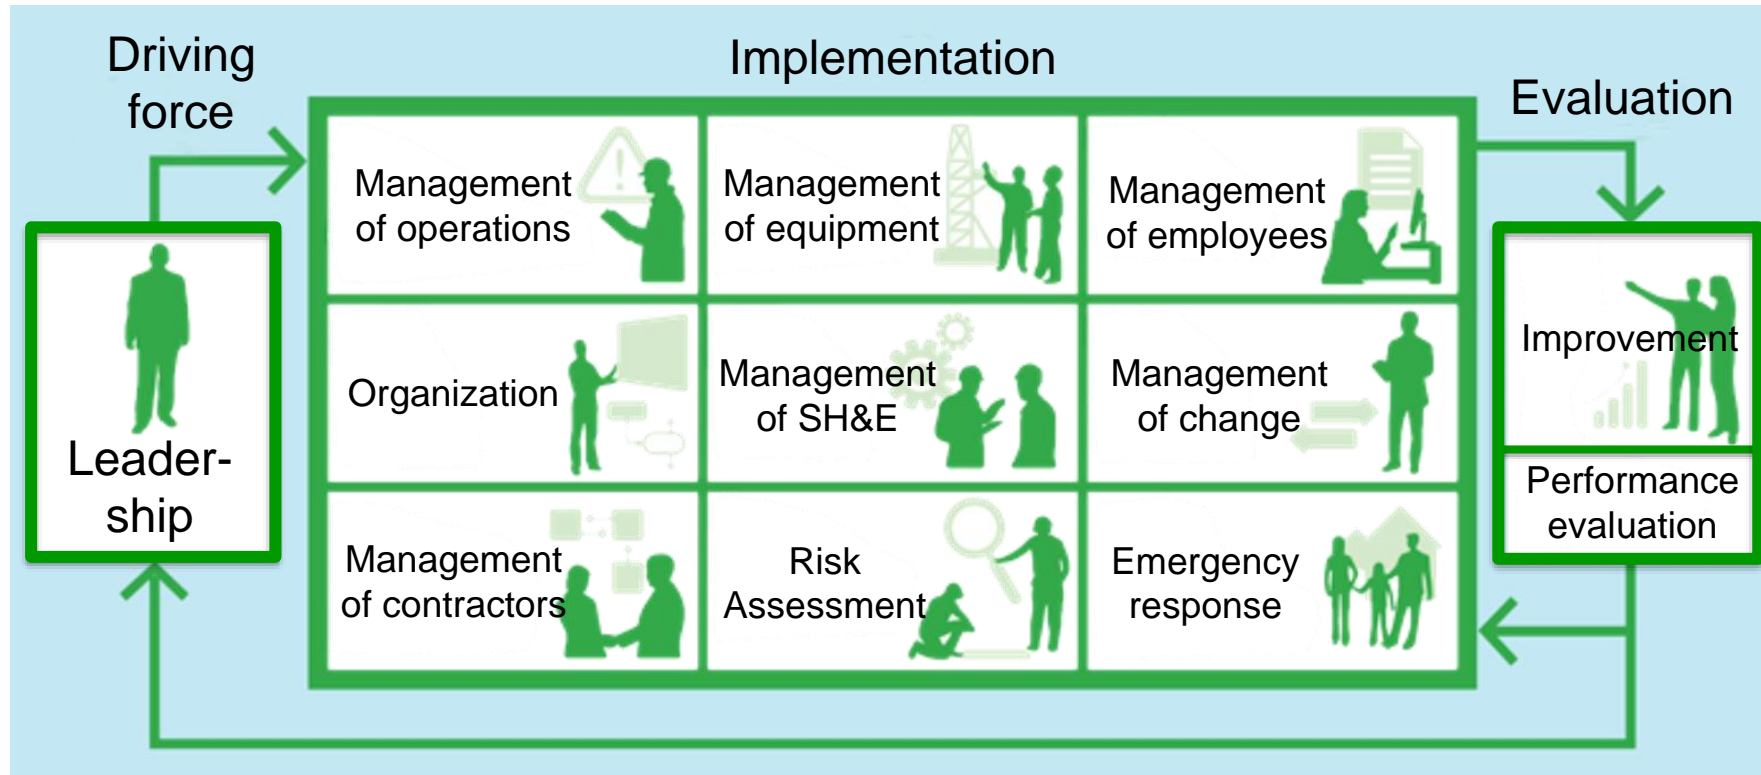 Driving
force
Implementation
Evaluation
Leader-
ship
Management
of operations
Management
of equipment
Management
of employees
Organization
Management
of SH&E
Management
of change
Management
of contractors
Risk
Assessment
Emergency
response
Improvement
Performance
evaluation